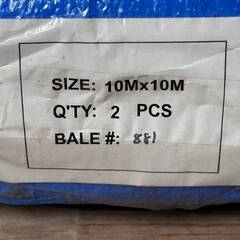 SIZE: 10Mx10M
Q'TY: 2 PCS
BALE #: 881